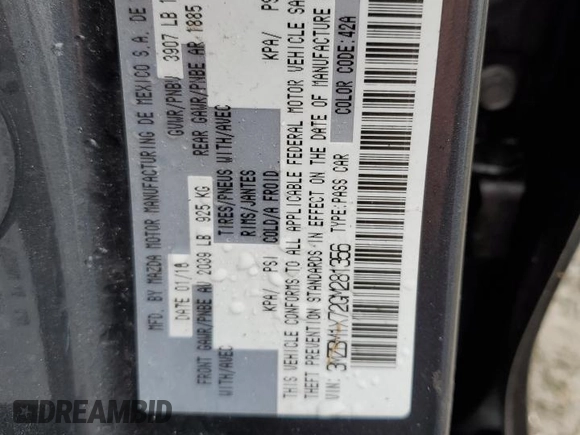 MFD. BY MAZDA MOTOR MANUFACTURING DE MEXICO S.A. DE
DATE 01/18 GVWR/PNBV 3907 LB
FRONT GAWR/PNBE AV 2039 LB 925 KG REAR GAWR/PNBE AR 1885
WITH/AVEC TIRES/PNEUS WITH/AVEC
RIMS/JANTES
KPA/ PSI COLD/A FROID KPA/ PSI
THIS VEHICLE CONFORMS TO ALL APPLICABLE FEDERAL MOTOR VEHICLE SA
THEFT PREVENTION STANDARDS IN EFFECT ON THE DATE OF MANUFACTURE
VIN: TYPE:PASS CAR COLOR CODE:42A
DREAMBID